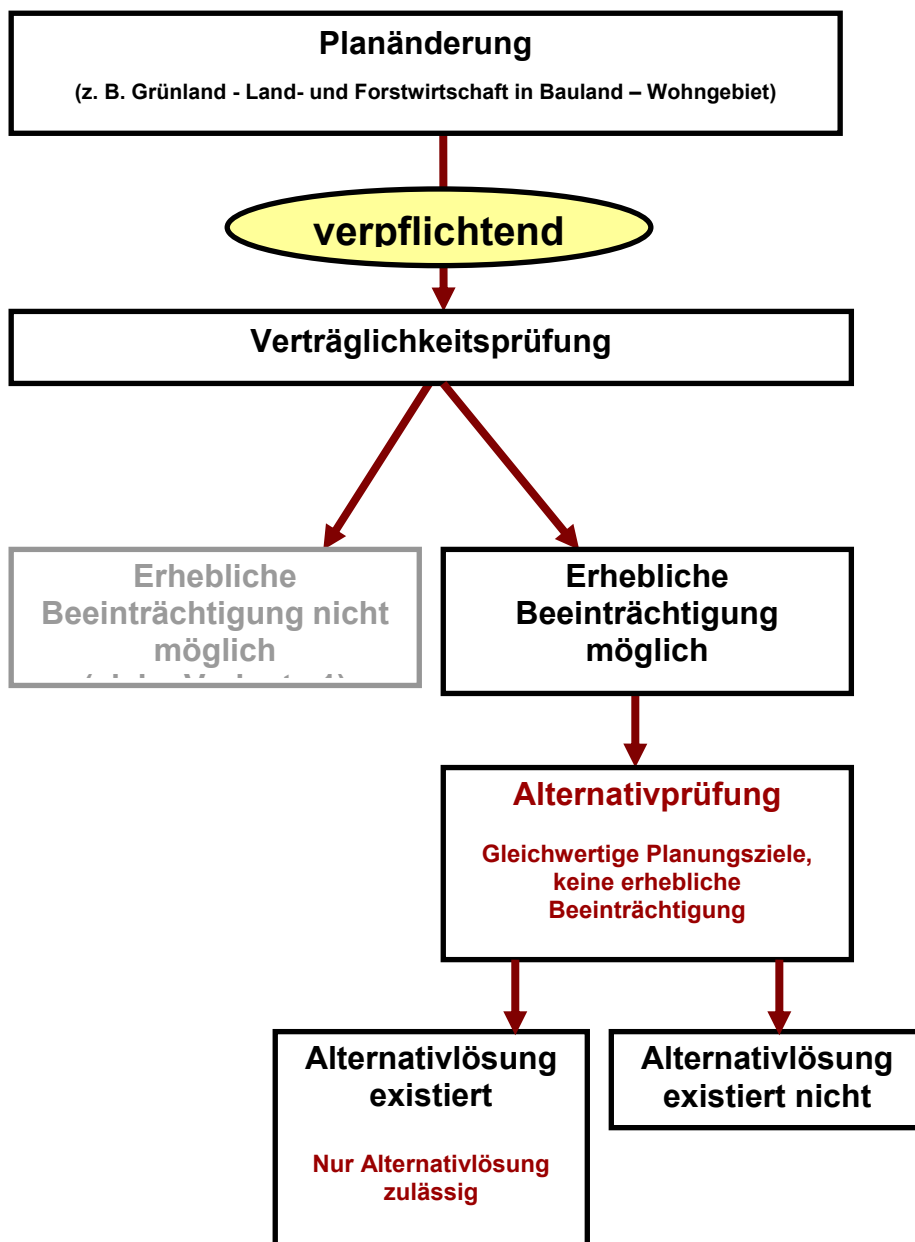 Planänderung
(z. B. Grünland - Land- und Forstwirtschaft in Bauland – Wohngebiet)
verpflichtend
Verträglichkeitsprüfung
Erhebliche
Beeinträchtigung nicht
möglich
Erhebliche
Beeinträchtigung
möglich
Alternativprüfung
Gleichwertige Planungsziele,
keine erhebliche
Beeinträchtigung
Alternativlösung
existiert
Nur Alternativlösung
zulässig
Alternativlösung
existiert nicht